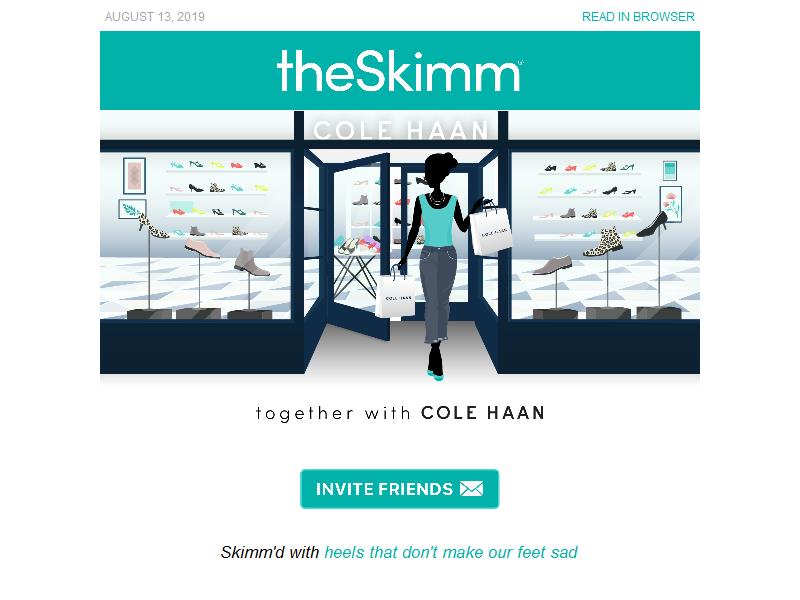 AUGUST 13, 2019
READ IN BROWSER
theSkimm®
COLE HAAN
COLE HAAN
COLE HAAN
together with COLE HAAN
INVITE FRIENDS
Skimm'd with heels that don't make our feet sad